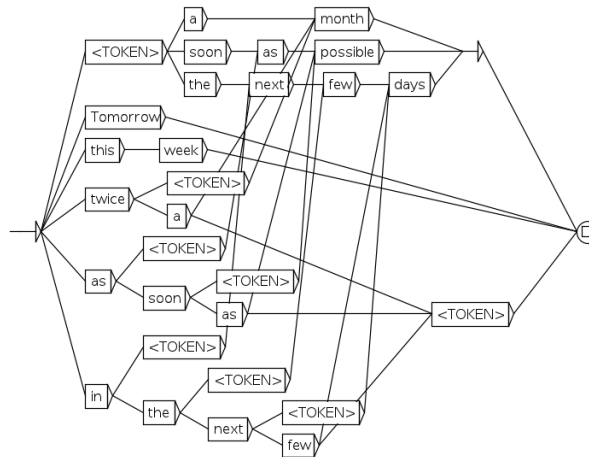 a month
<TOKEN> soon as possible
the next few days
Tomorrow
this week
<TOKEN>
twice
a
<TOKEN>
as
<TOKEN>
soon
as
<TOKEN>
<TOKEN>
<TOKEN>
in
the
<TOKEN>
next
few